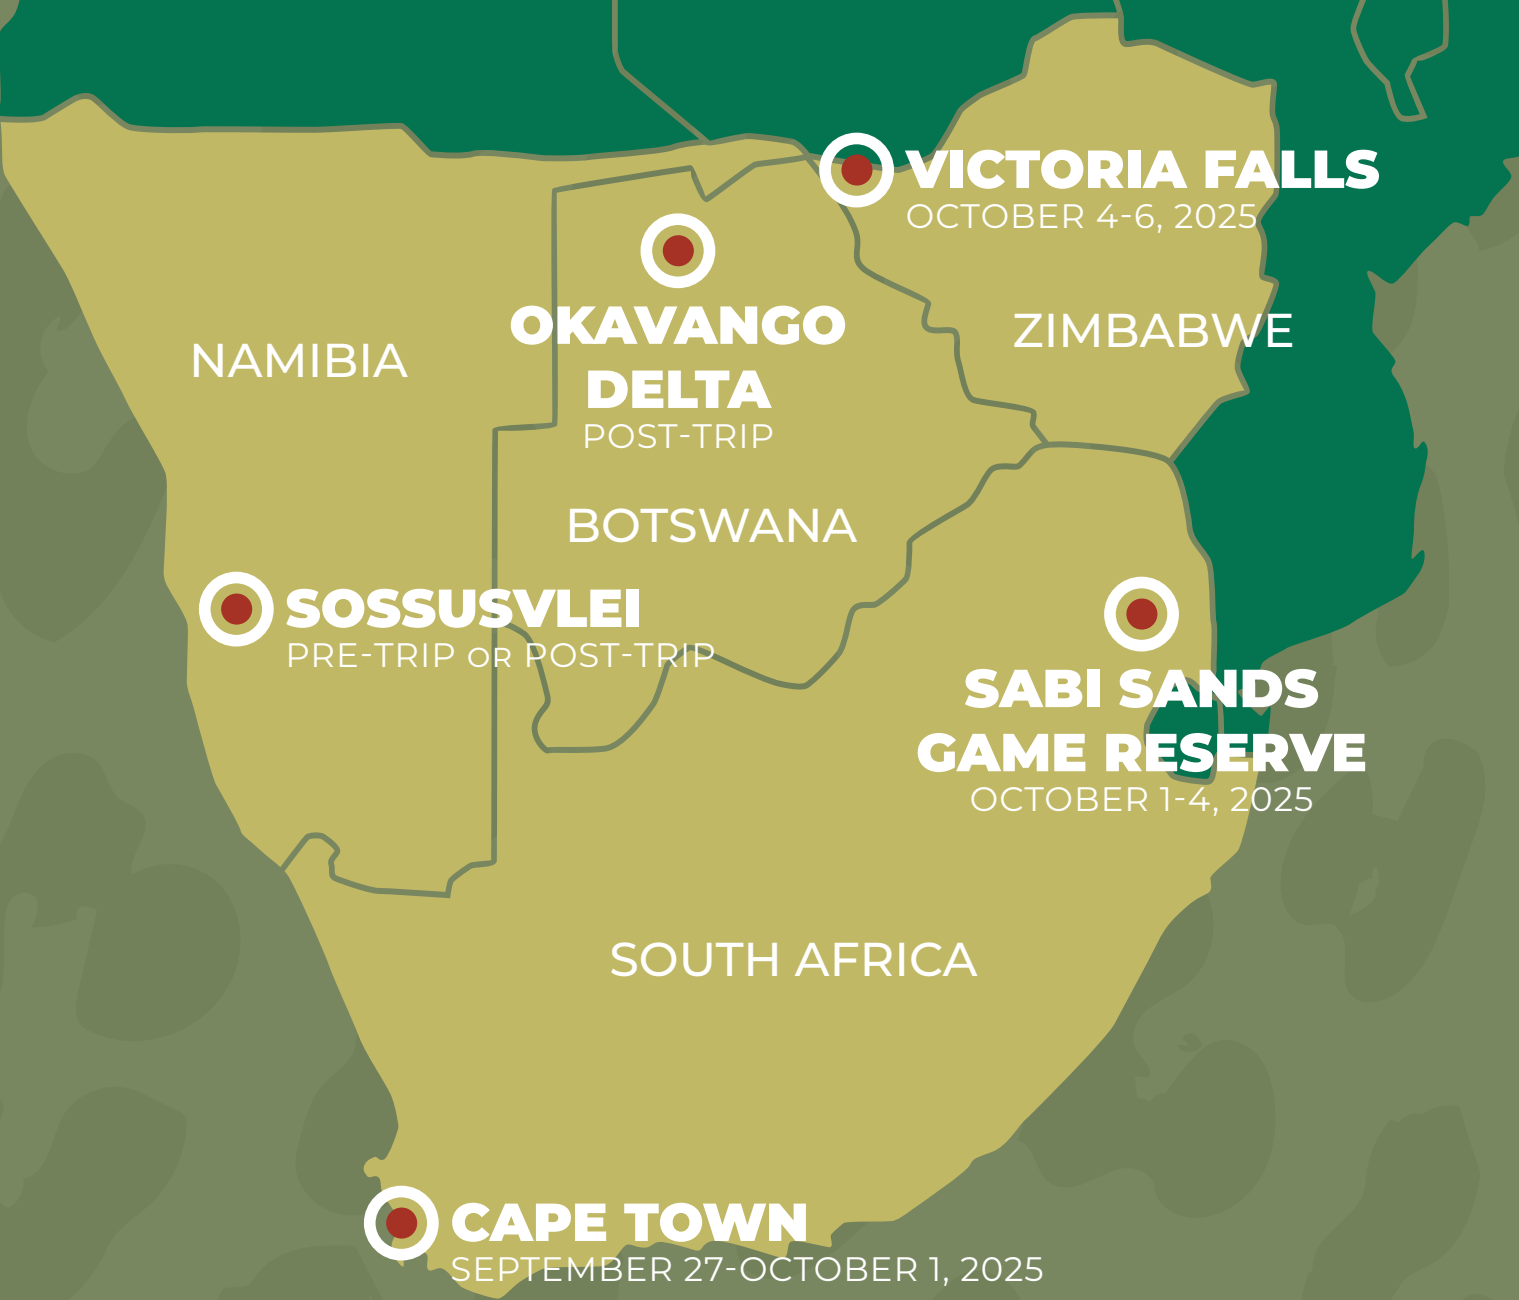 VICTORIA FALLS
OCTOBER 4-6, 2025
OKAVANGO
DELTA
POST-TRIP
ZIMBABWE
NAMIBIA
BOTSWANA
SOSSUSVLEI
PRE-TRIP OR POST-TRIP
SABI SANDS
GAME RESERVE
OCTOBER 1-4, 2025
SOUTH AFRICA
CAPE TOWN
SEPTEMBER 27-OCTOBER 1, 2025